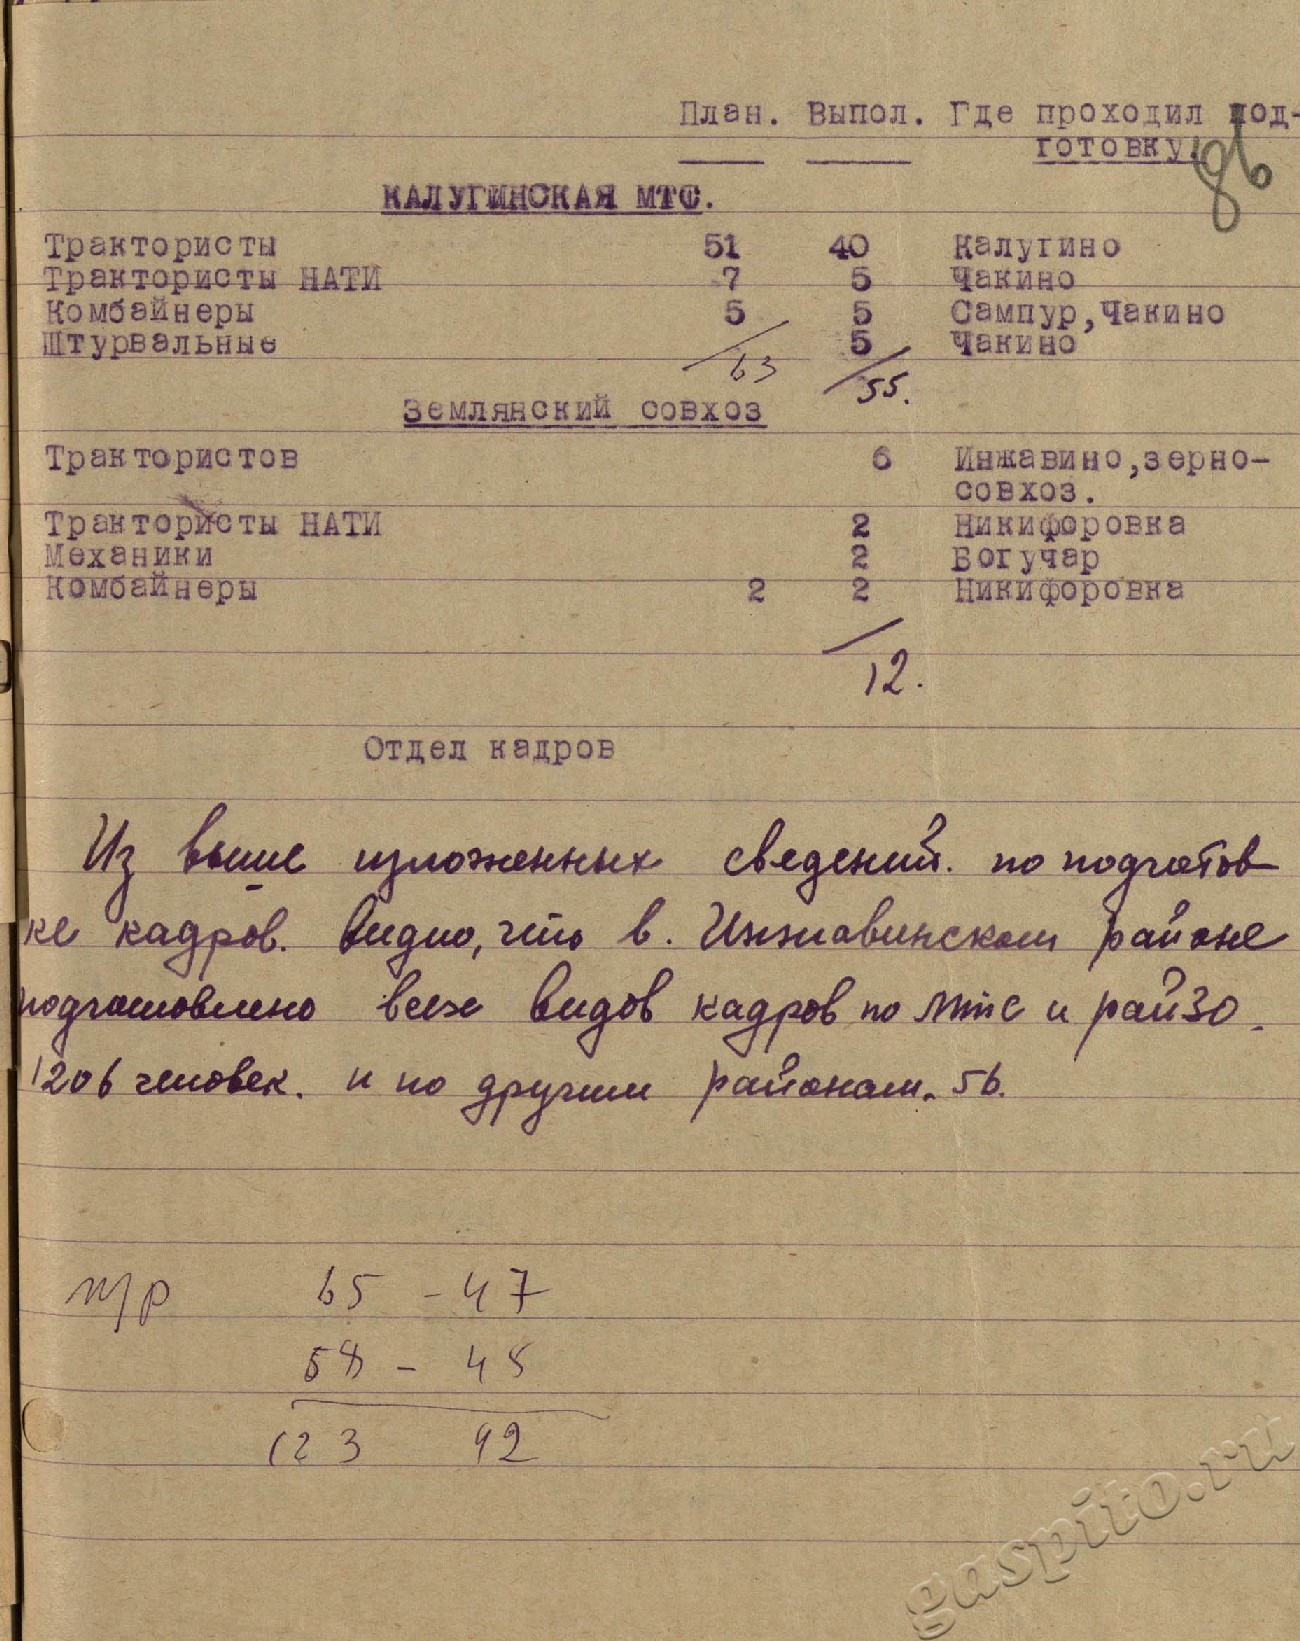 План. Выпол. Где проходил под-
готовку.
96
КАЛУГИНСКАЯ МТС.
Трактористы 51 40 Калугино
Трактористы НАТИ 7 5 Чакино
Комбайнеры 5 5 Сампур,Чакино
Штурвальные 5 Чакино
63 55.
Землянский совхоз
Трактористов 6 Инжавино,зерно-
совхоз.
Трактористы НАТИ 2 Никифоровка
Механики 2 Богучар
Комбайнеры 2 2 Никифоровка
12.
Отдел кадров
Из выше изложенных сведений. по подготов
ке кадров. видно, что в. Инжавинском районе
подготовлено всех видов кадров по мтс и райЗО.
1206 человек. и по другим районам. 56.
65 - 47
58 - 45
123 92
gaspito.ru